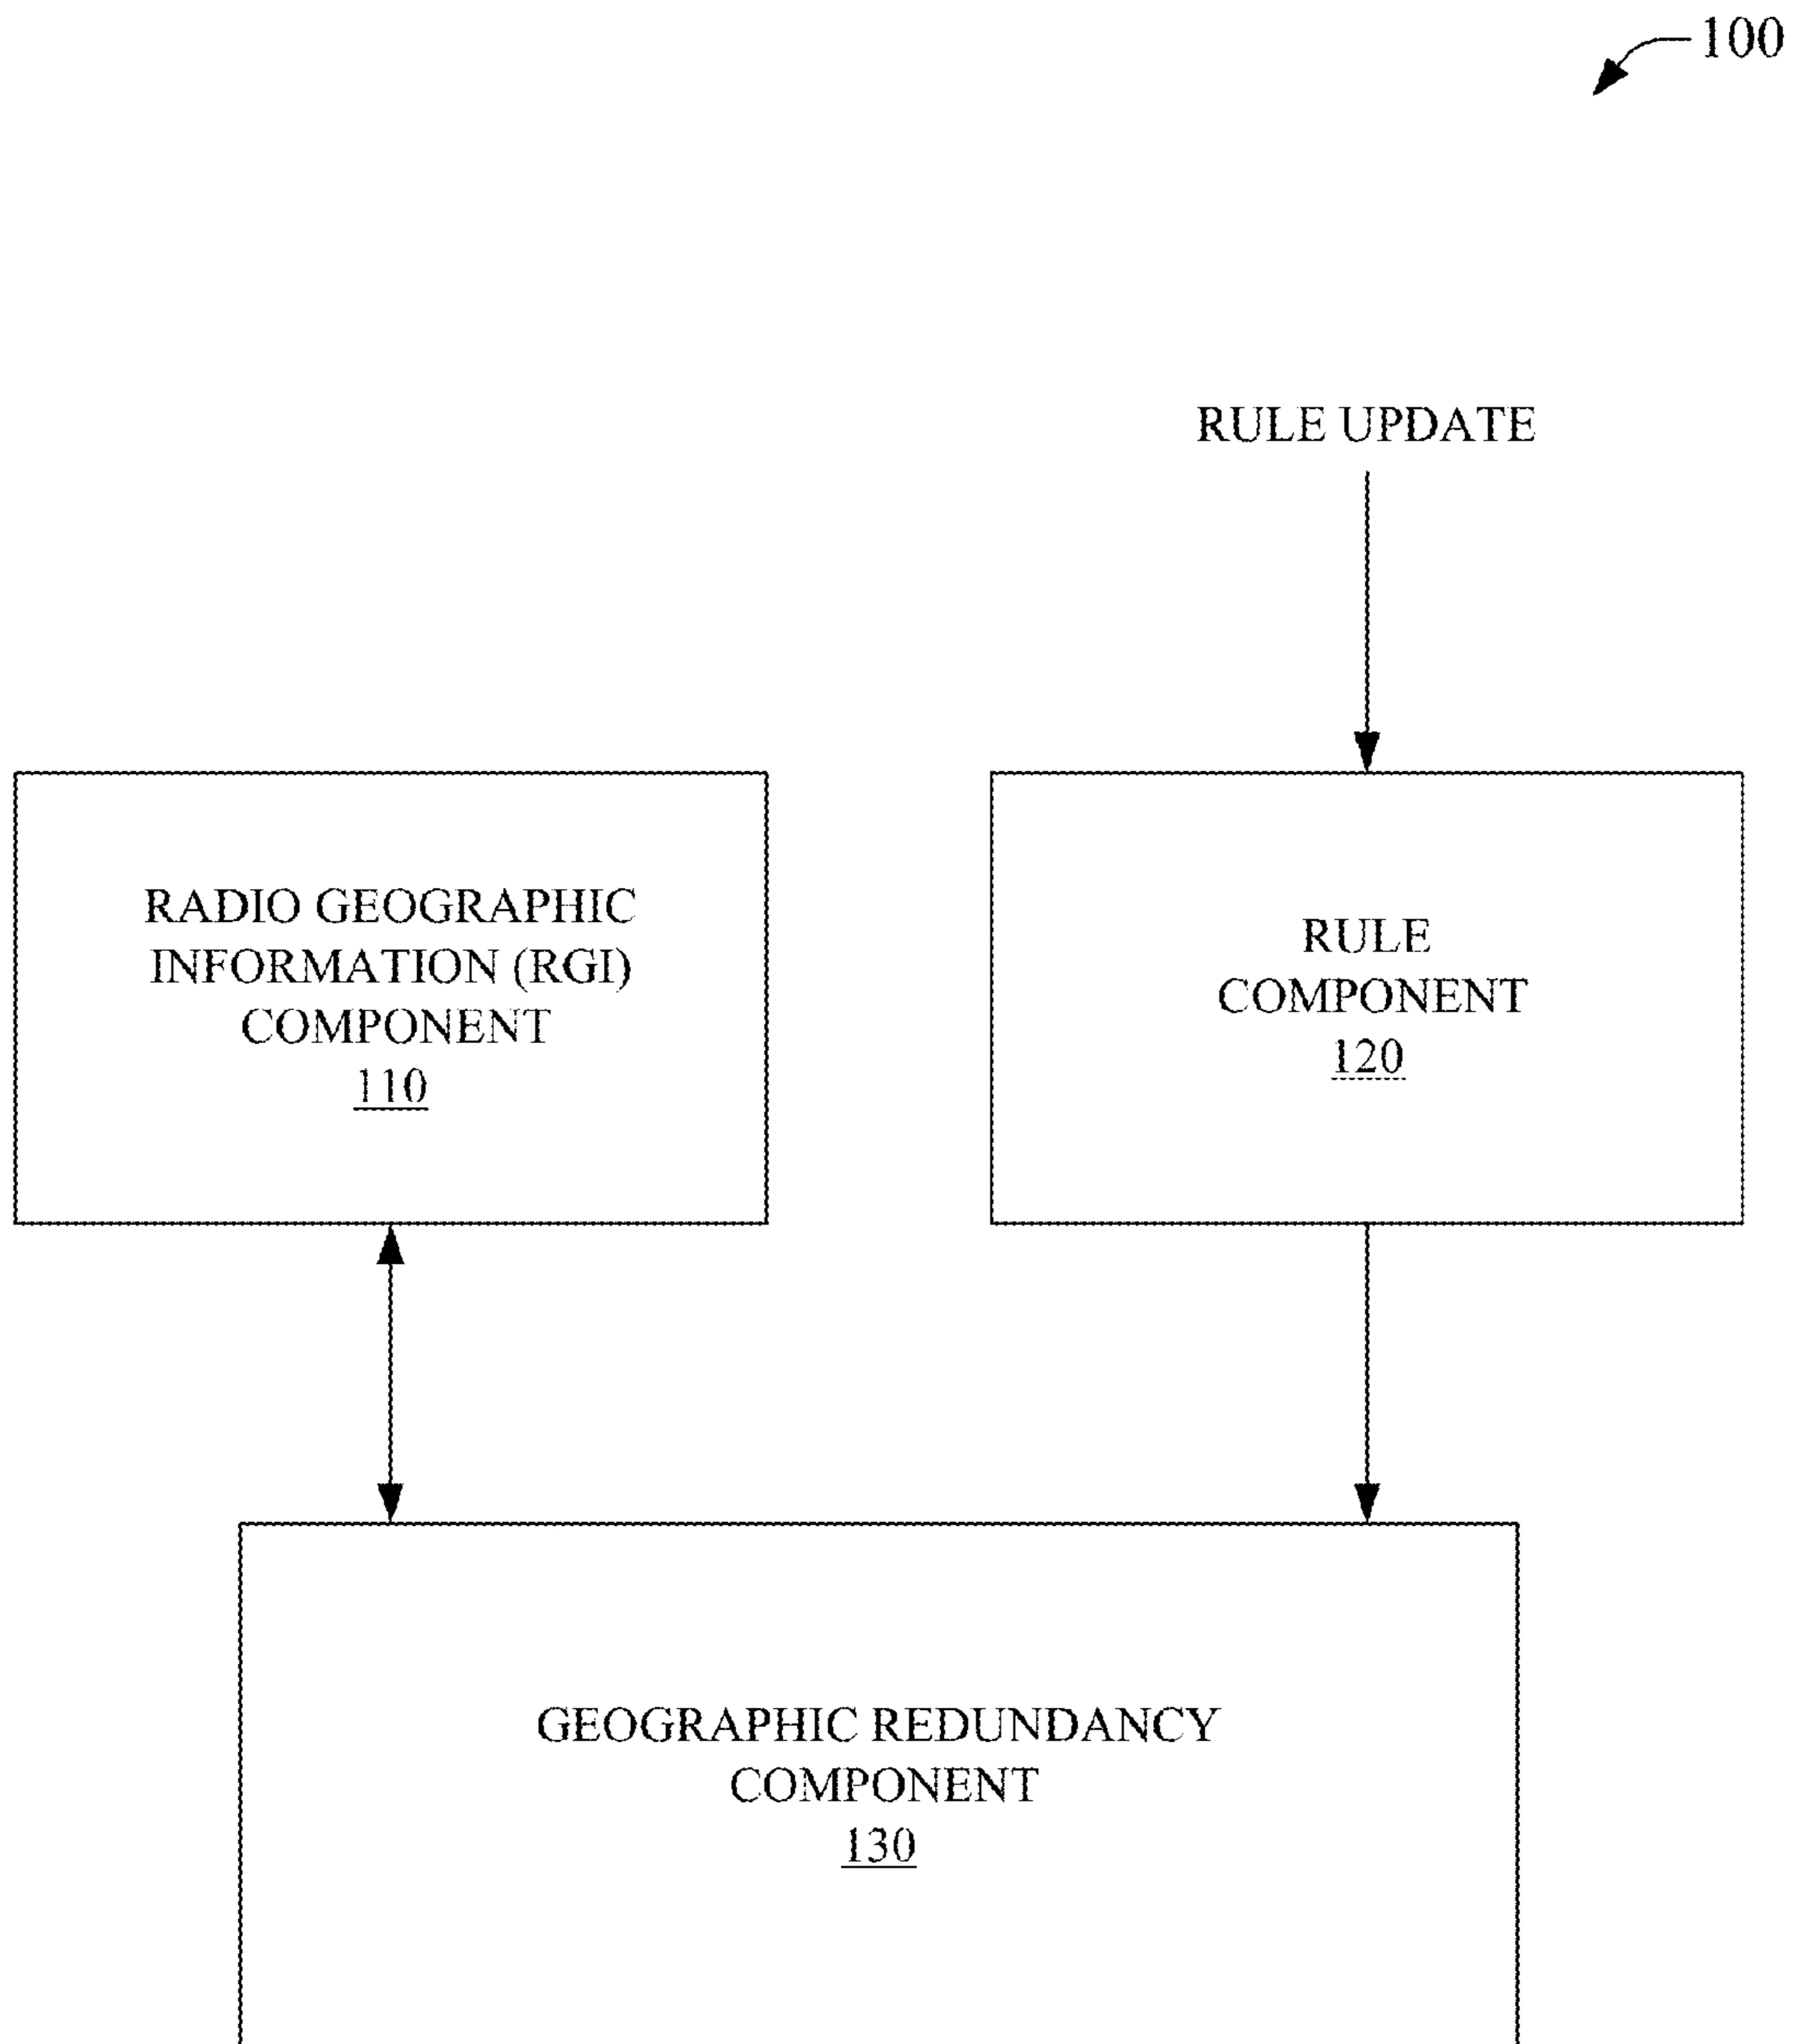 100
RULE UPDATE
RADIO GEOGRAPHIC
INFORMATION (RGI)
COMPONENT
110
RULE
COMPONENT
120
GEOGRAPHIC REDUNDANCY
COMPONENT
130